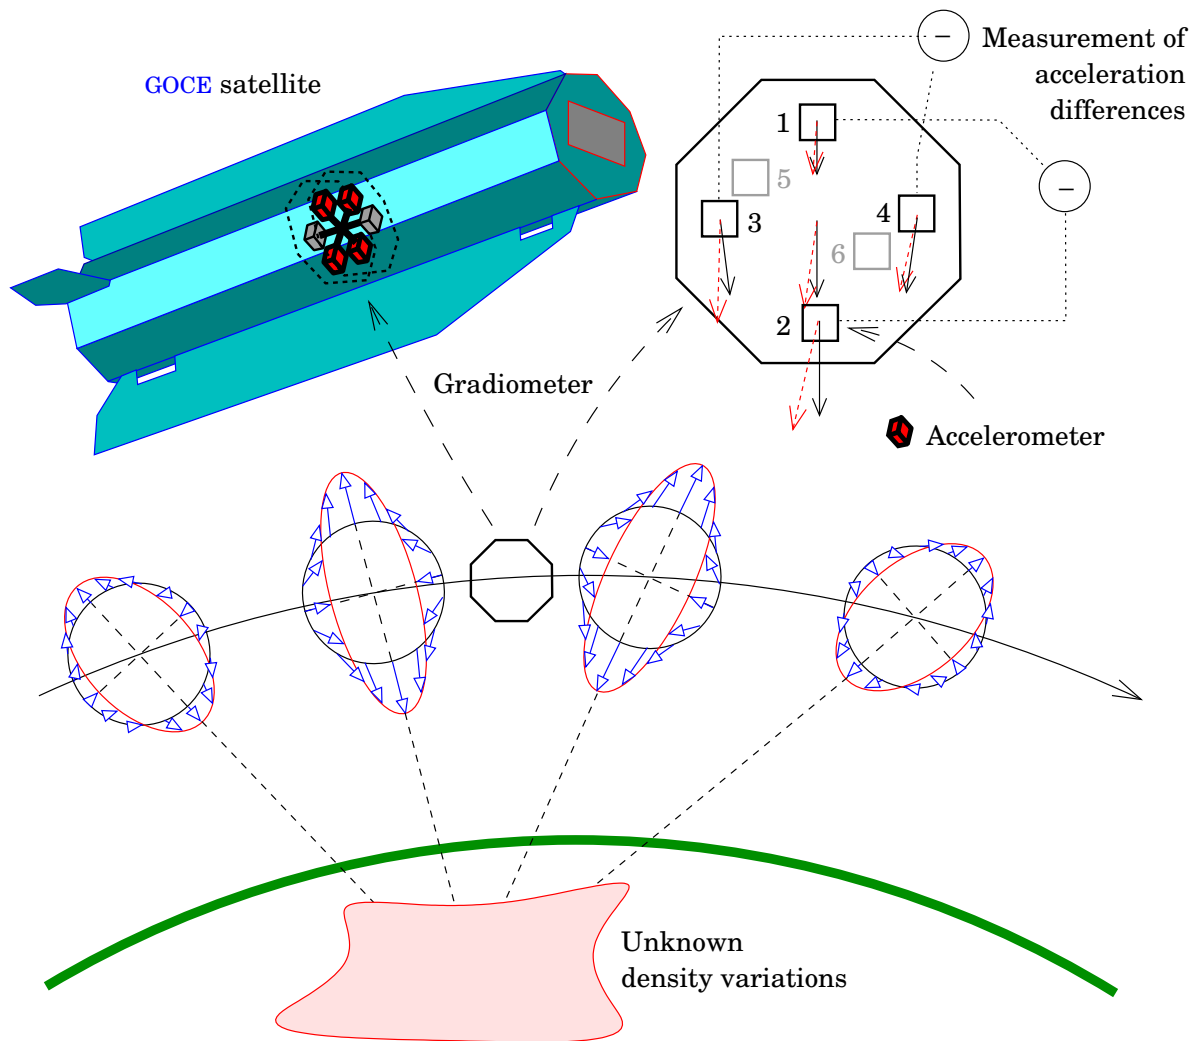 GOCE satellite
Measurement of
acceleration
differences
−
−
1
5
3
4
6
2
Gradiometer
Accelerometer
Unknown
density variations